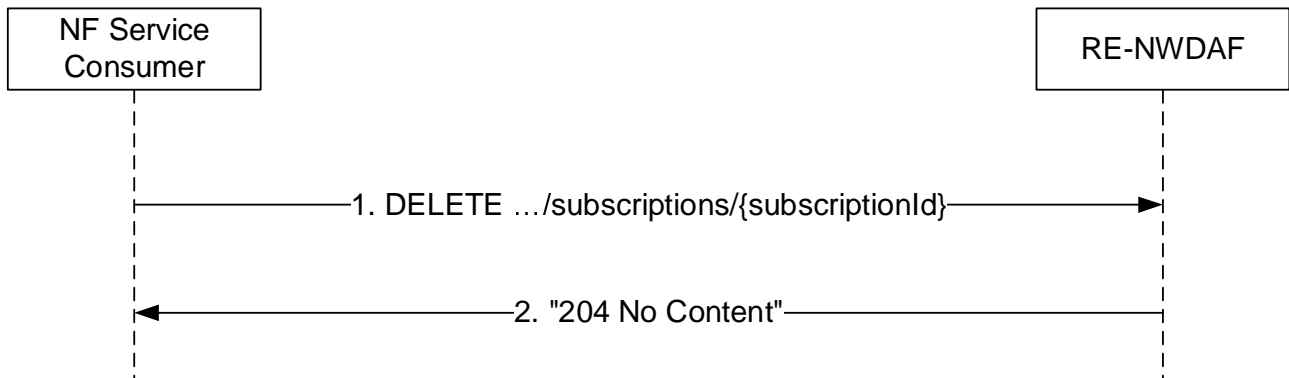 NF Service
Consumer
RE-NWDAF
1. DELETE …/subscriptions/{subscriptionId}
2. "204 No Content"